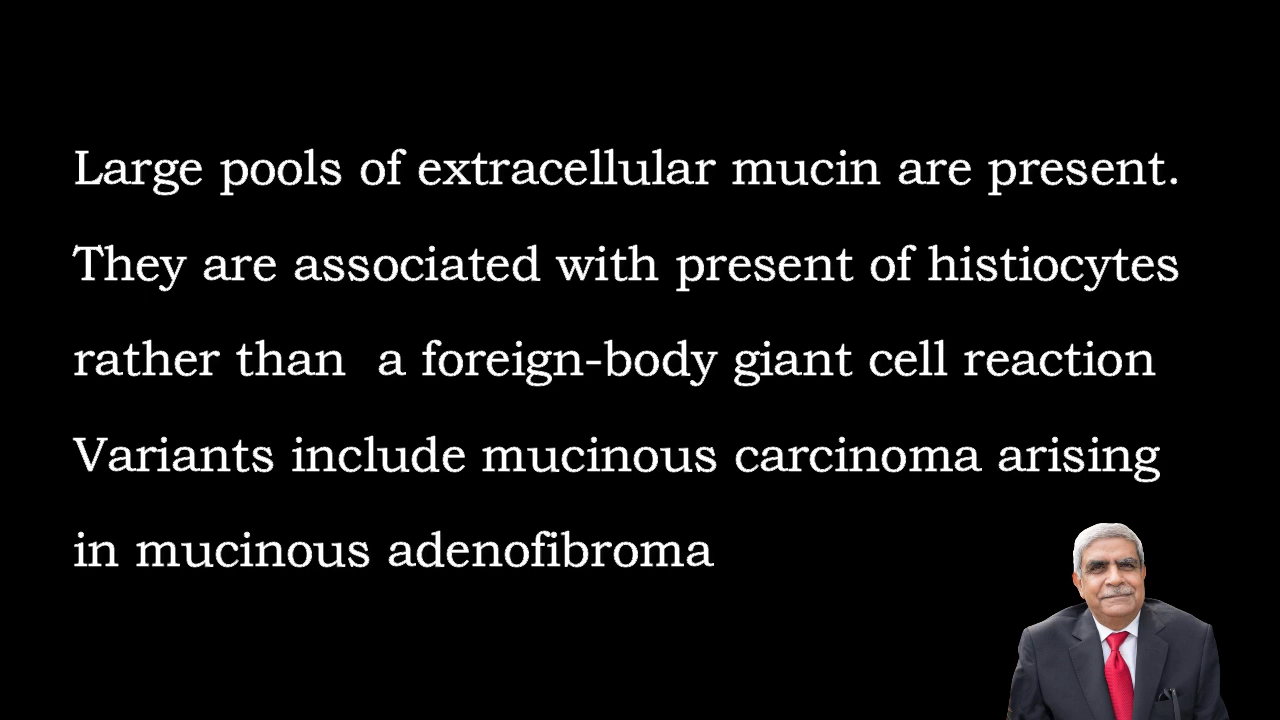 Large pools of extracellular mucin are present.
They are associated with present of histiocytes
rather than  a foreign-body giant cell reaction
Variants include mucinous carcinoma arising
in mucinous adenofibroma